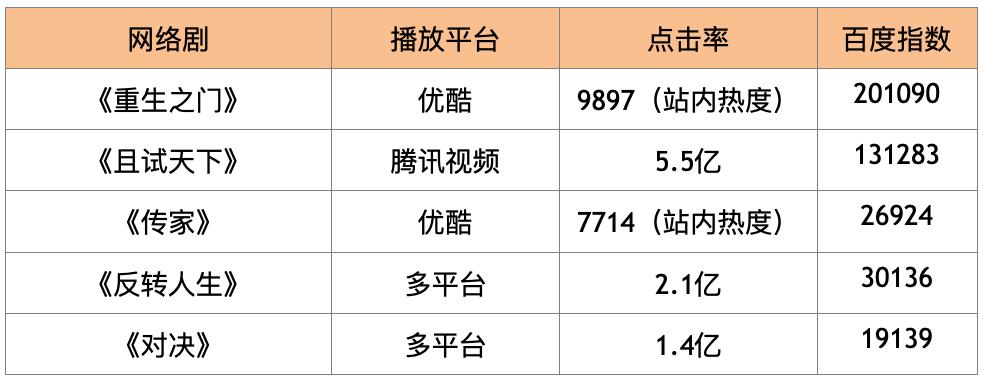 网络剧 播放平台 点击率 百度指数
《重生之门》 优酷 9897（站内热度） 201090
《且试天下》 腾讯视频 5.5亿 131283
《传家》 优酷 7714（站内热度） 26924
《反转人生》 多平台 2.1亿 30136
《对决》 多平台 1.4亿 19139